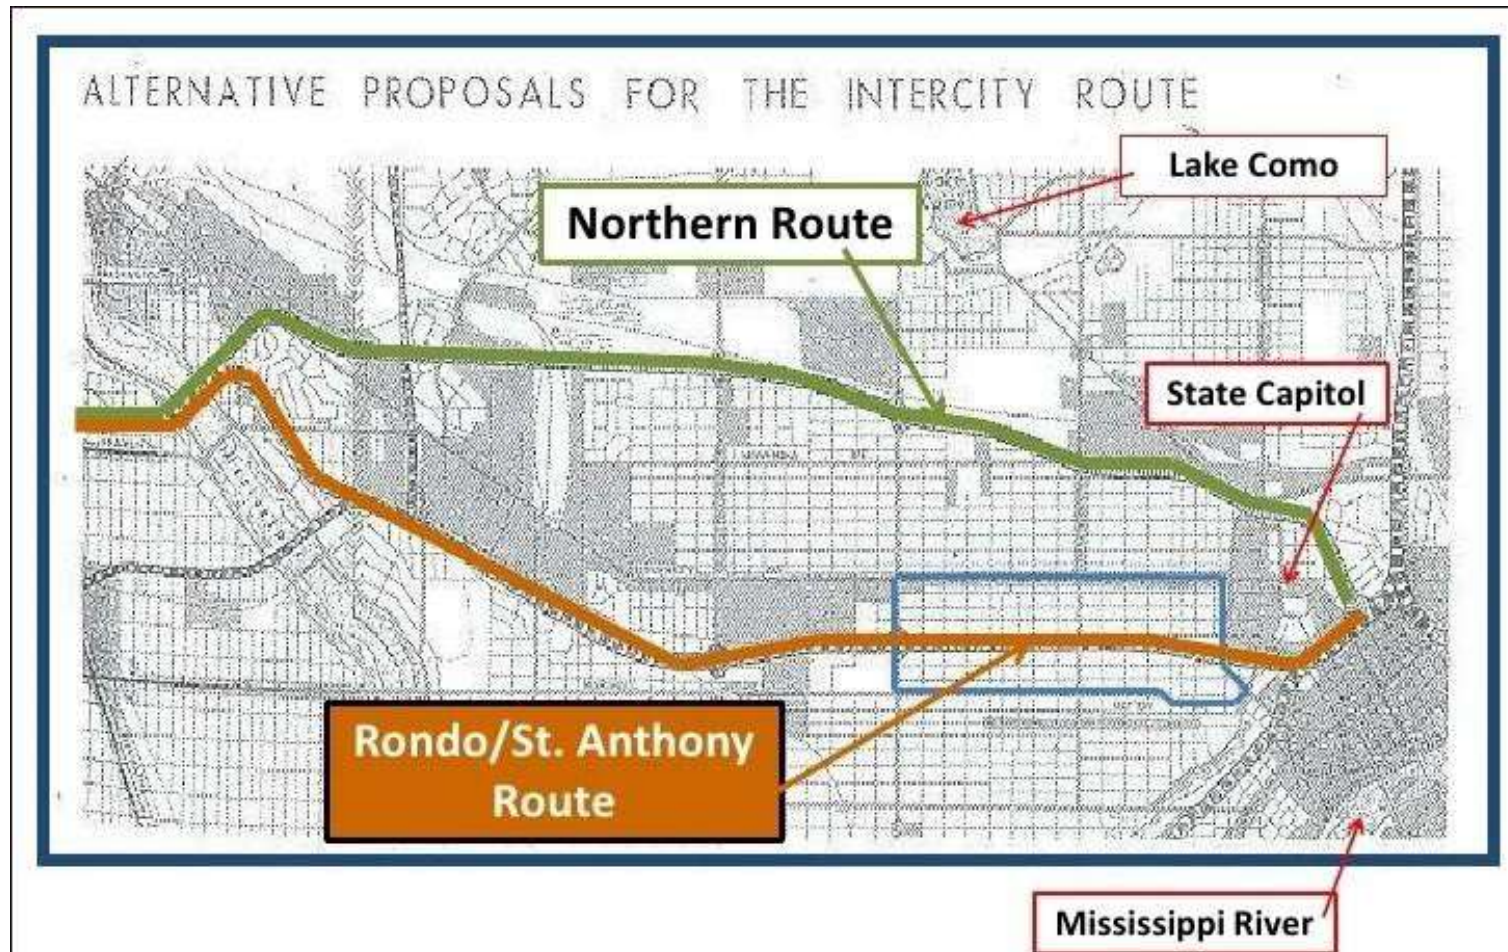 ALTERNATIVE PROPOSALS FOR THE INTERCITY ROUTE
Lake Como
Northern Route
State Capitol
Rondo/St. Anthony
Route
Mississippi River